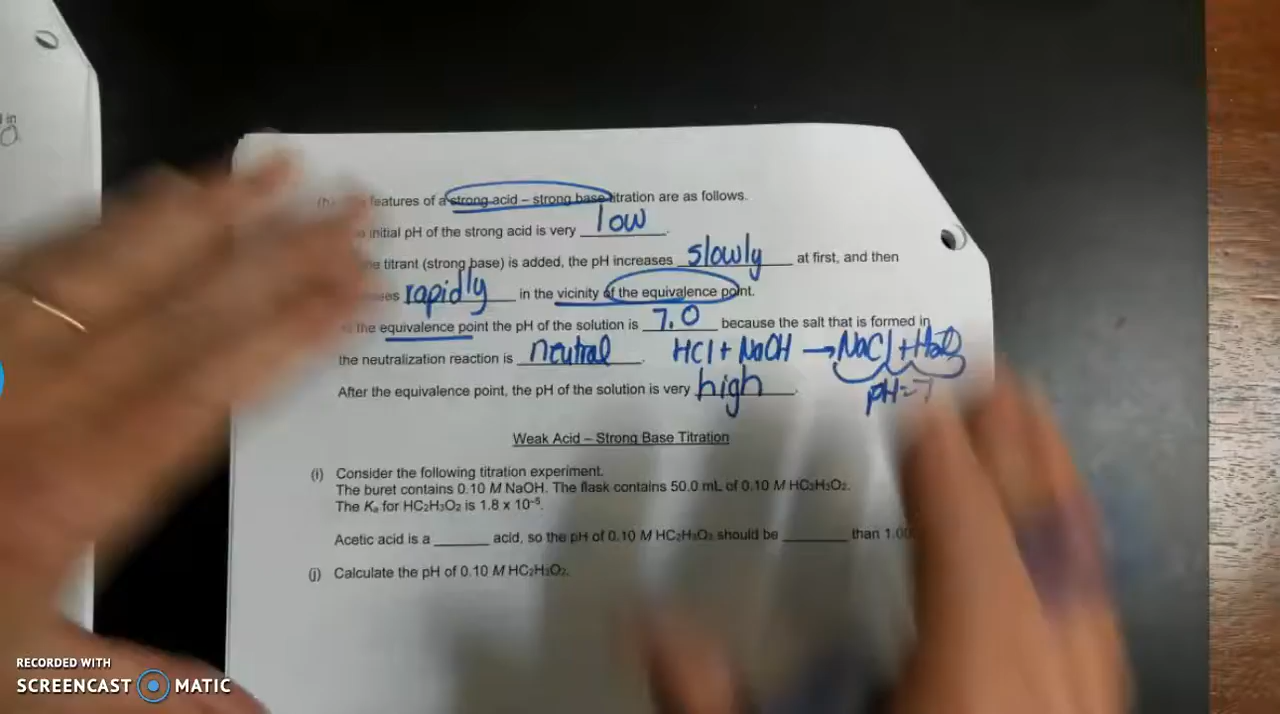 in
features of a strong acid – strong base titration are as follows.
initial pH of the strong acid is very low.
titrant (strong base) is added, the pH increases slowly at first, and then
rapidly in the vicinity of the equivalence point.
the equivalence point the pH of the solution is 7.0 because the salt that is formed in
the neutralization reaction is neutral. HCl + NaOH → NaCl + H₂O
pH=7
After the equivalence point, the pH of the solution is very high.
Weak Acid – Strong Base Titration
(i) Consider the following titration experiment.
The buret contains 0.10 M NaOH. The flask contains 50.0 mL of 0.10 M HC₂H₃O₂.
The Kₐ for HC₂H₃O₂ is 1.8 x 10⁻⁵.
Acetic acid is a ______ acid, so the pH of 0.10 M HC₂H₃O₂ should be ______ than 1.00
(j) Calculate the pH of 0.10 M HC₂H₃O₂.
RECORDED WITH
SCREENCAST MATIC